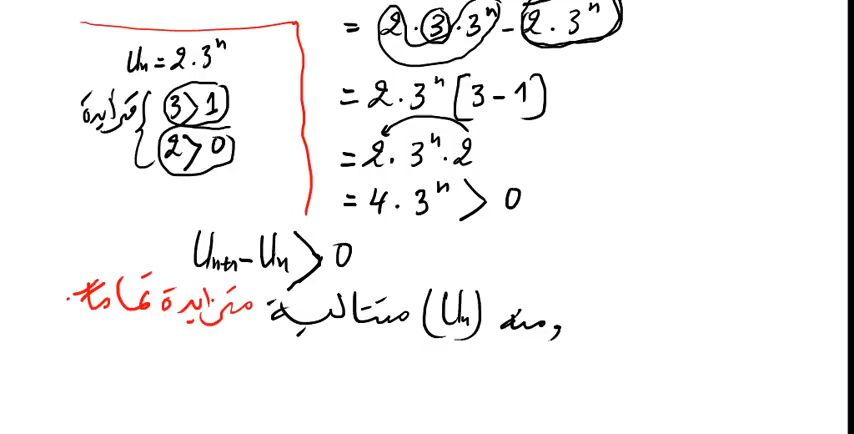 = 2 · 3 · 3ⁿ - 2 · 3ⁿ
= 2 · 3ⁿ [3 - 1]
= 2 · 3ⁿ · 2
= 4 · 3ⁿ > 0
Uₙ = 2 · 3ⁿ
متزايدة { 3 > 1
2 > 0
Uₙ₊₁ - Uₙ > 0
ومنه (Uₙ) متتالية متزايدة تماما.